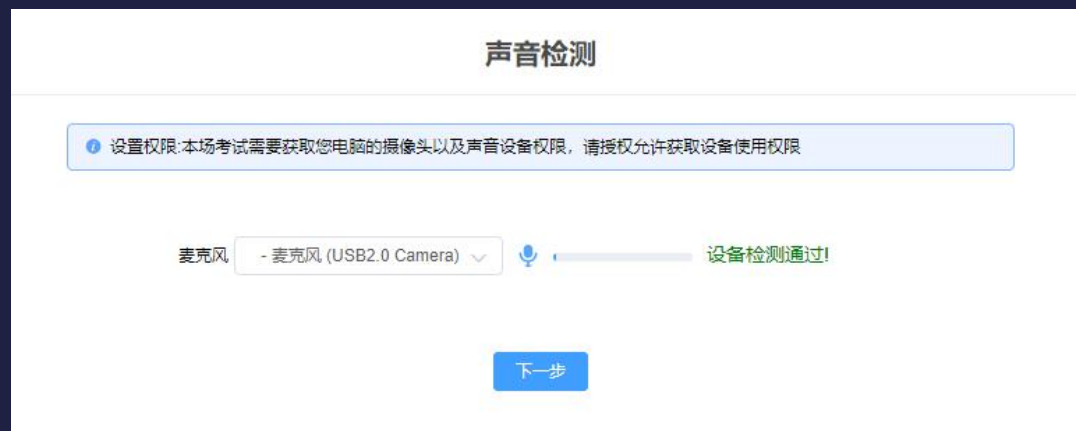 声音检测
设置权限:本场考试需要获取您电脑的摄像头以及声音设备权限，请授权允许获取设备使用权限
麦克风 - 麦克风 (USB2.0 Camera) 设备检测通过!
下一步